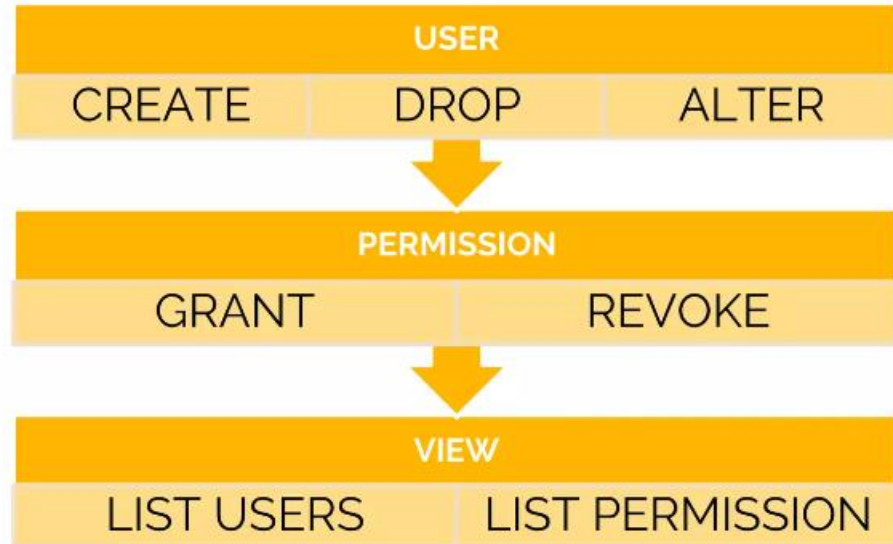 USER
CREATE DROP ALTER
PERMISSION
GRANT REVOKE
VIEW
LIST USERS LIST PERMISSION